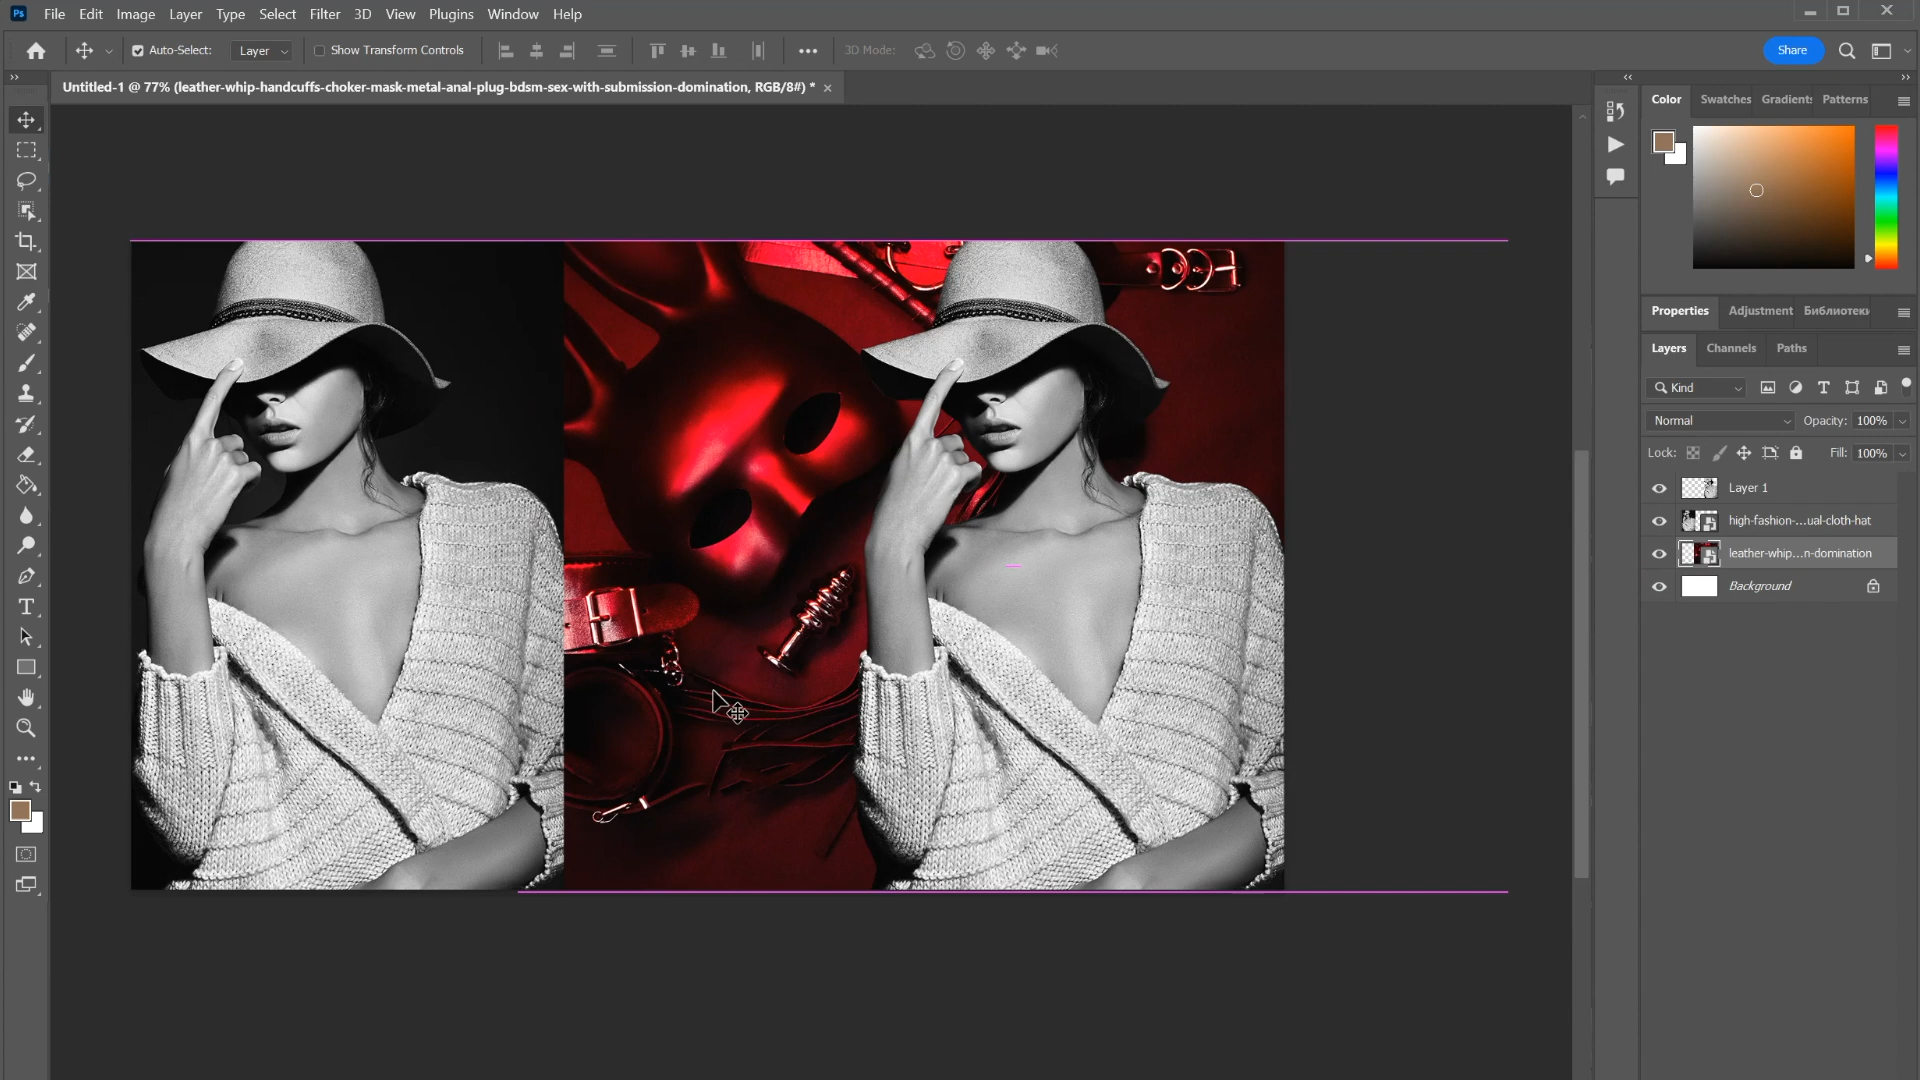 Ps File Edit Image Layer Type Select Filter 3D View Plugins Window Help
Auto-Select: Layer Show Transform Controls 3D Mode: Share
Untitled-1 @ 77% (leather-whip-handcuffs-choker-mask-metal-anal-plug-bdsm-sex-with-submission-domination, RGB/8#) *
Color Swatches Gradients Patterns
Properties Adjustment Библиотеки
Layers Channels Paths
Kind
Normal Opacity: 100%
Lock: Fill: 100%
Layer 1
high-fashion-...ual-cloth-hat
leather-whip...n-domination
Background